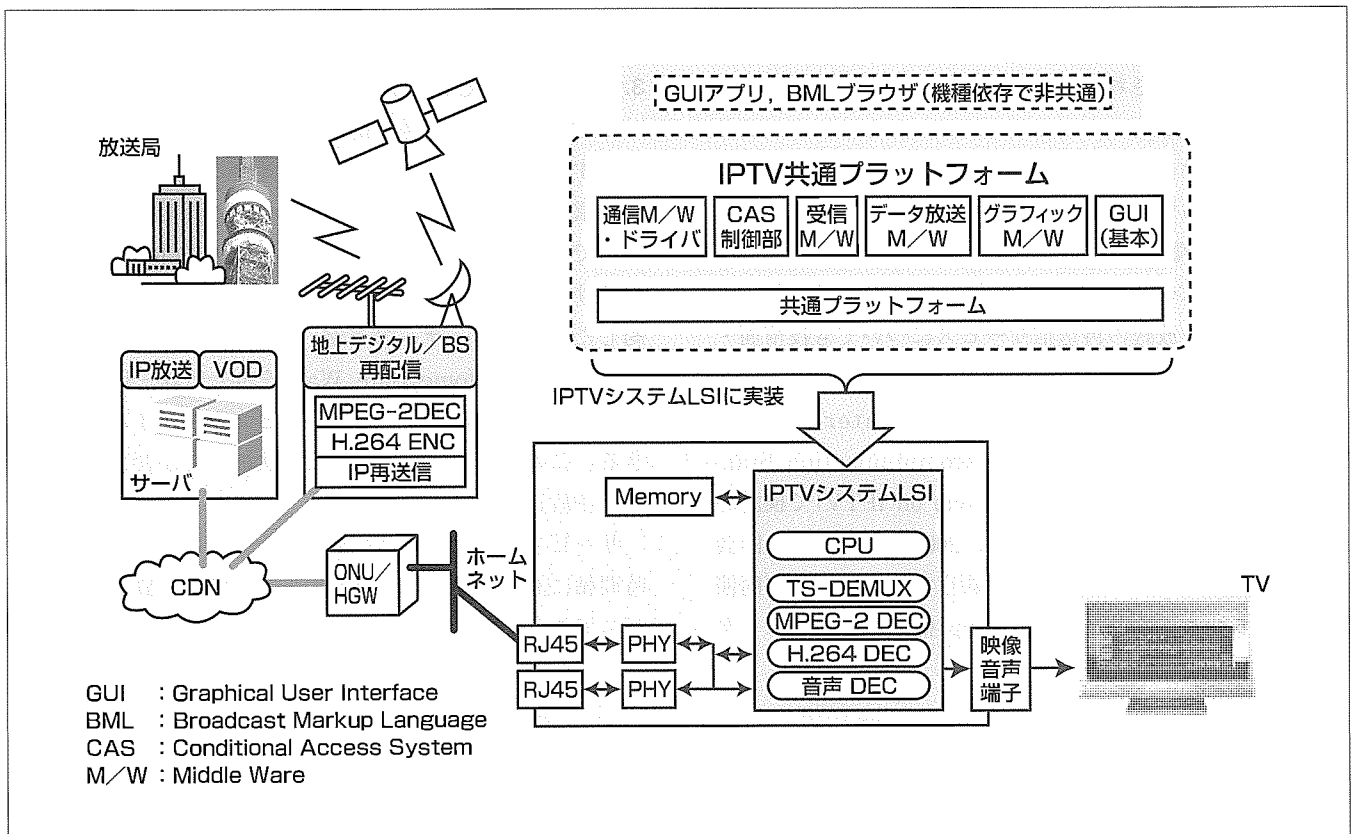 放送局
GUIアプリ，BMLブラウザ(機種依存で非共通)
IPTV共通プラットフォーム
通信M／W
・ドライバ
CAS
制御部
受信
M／W
データ放送
M／W
グラフィック
M／W
GUI
(基本)
共通プラットフォーム
IPTVシステムLSIに実装
IP放送
VOD
サーバ
地上デジタル／BS
再配信
MPEG-2DEC
H.264 ENC
IP再送信
CDN
ONU／
HGW
ホーム
ネット
Memory
IPTVシステムLSI
CPU
TS-DEMUX
MPEG-2 DEC
H.264 DEC
音声 DEC
RJ45
PHY
RJ45
PHY
映像
音声
端子
TV
GUI : Graphical User Interface
BML : Broadcast Markup Language
CAS : Conditional Access System
M／W : Middle Ware